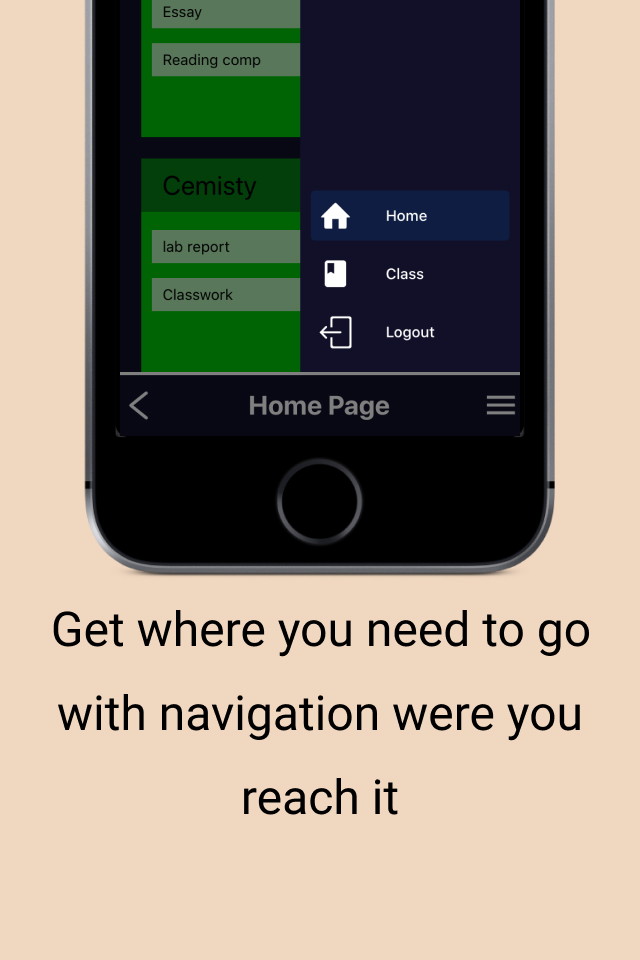 Essay
Reading comp
Cemisty
lab report
Classwork
Home
Class
Logout
Home Page
Get where you need to go
with navigation were you
reach it